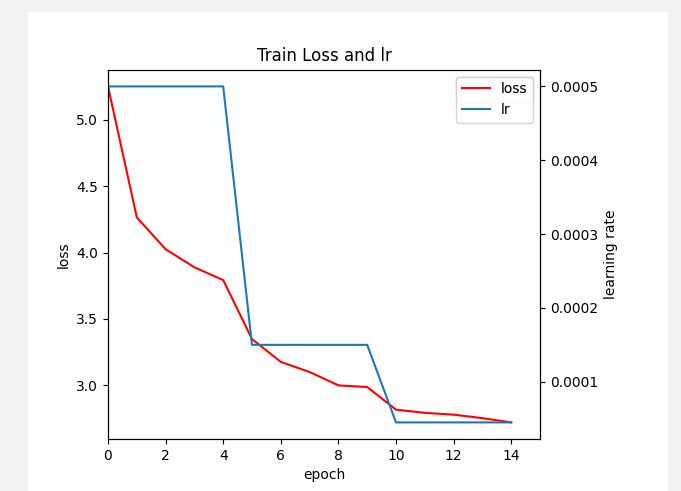 Train Loss and lr
loss
lr
5.0
4.5
4.0
3.5
3.0
loss
0.0005
0.0004
0.0003
0.0002
0.0001
learning rate
0 2 4 6 8 10 12 14
epoch